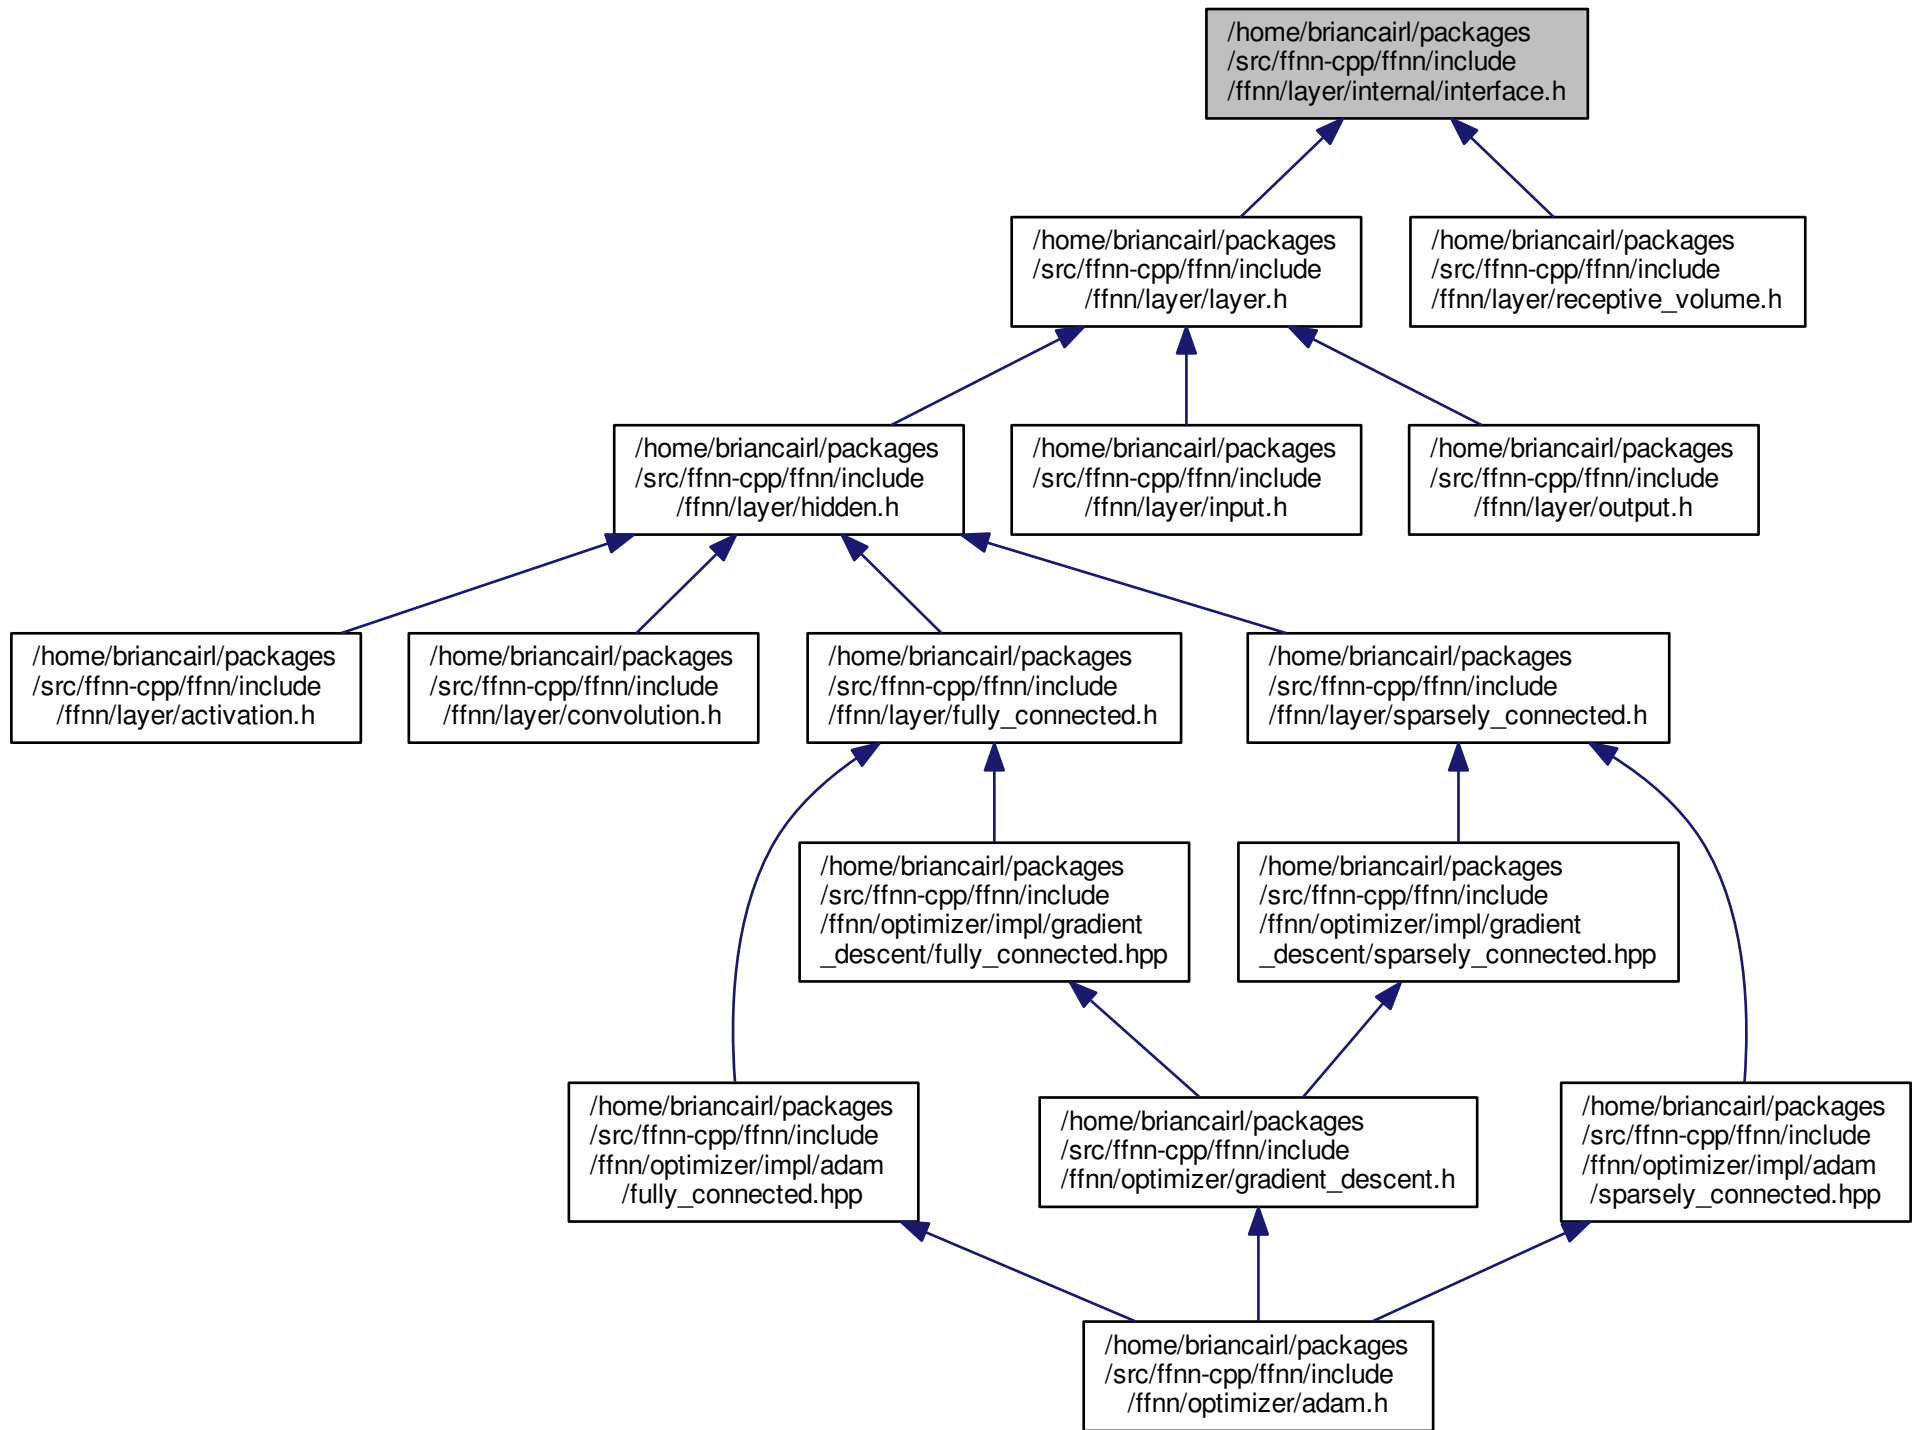 /home/briancairl/packages
/src/ffnn-cpp/ffnn/include
/ffnn/layer/internal/interface.h
/home/briancairl/packages
/src/ffnn-cpp/ffnn/include
/ffnn/layer/layer.h
/home/briancairl/packages
/src/ffnn-cpp/ffnn/include
/ffnn/layer/receptive_volume.h
/home/briancairl/packages
/src/ffnn-cpp/ffnn/include
/ffnn/layer/hidden.h
/home/briancairl/packages
/src/ffnn-cpp/ffnn/include
/ffnn/layer/input.h
/home/briancairl/packages
/src/ffnn-cpp/ffnn/include
/ffnn/layer/output.h
/home/briancairl/packages
/src/ffnn-cpp/ffnn/include
/ffnn/layer/activation.h
/home/briancairl/packages
/src/ffnn-cpp/ffnn/include
/ffnn/layer/convolution.h
/home/briancairl/packages
/src/ffnn-cpp/ffnn/include
/ffnn/layer/fully_connected.h
/home/briancairl/packages
/src/ffnn-cpp/ffnn/include
/ffnn/layer/sparsely_connected.h
/home/briancairl/packages
/src/ffnn-cpp/ffnn/include
/ffnn/optimizer/impl/gradient
_descent/fully_connected.hpp
/home/briancairl/packages
/src/ffnn-cpp/ffnn/include
/ffnn/optimizer/impl/gradient
_descent/sparsely_connected.hpp
/home/briancairl/packages
/src/ffnn-cpp/ffnn/include
/ffnn/optimizer/impl/adam
/fully_connected.hpp
/home/briancairl/packages
/src/ffnn-cpp/ffnn/include
/ffnn/optimizer/gradient_descent.h
/home/briancairl/packages
/src/ffnn-cpp/ffnn/include
/ffnn/optimizer/impl/adam
/sparsely_connected.hpp
/home/briancairl/packages
/src/ffnn-cpp/ffnn/include
/ffnn/optimizer/adam.h